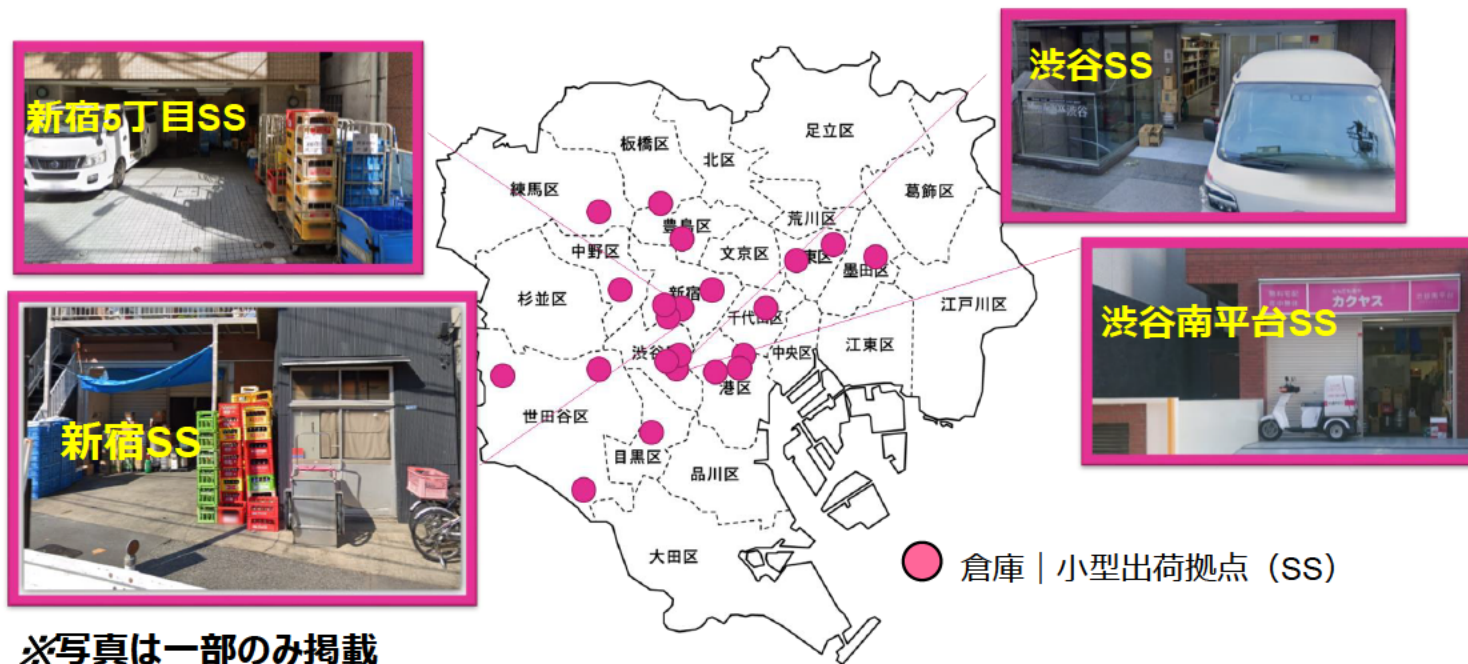 新宿5丁目SS
渋谷SS
足立区
板橋区
北区
葛飾区
練馬区
荒川区
豊島区
中野区
文京区
東区
墨田区
杉並区
新宿
江戸川区
千代田区
カクヤス
渋谷南平台SS
渋谷
中央区
江東区
港区
世田谷区
新宿SS
目黒区
品川区
大田区
倉庫｜小型出荷拠点（SS）
※写真は一部のみ掲載